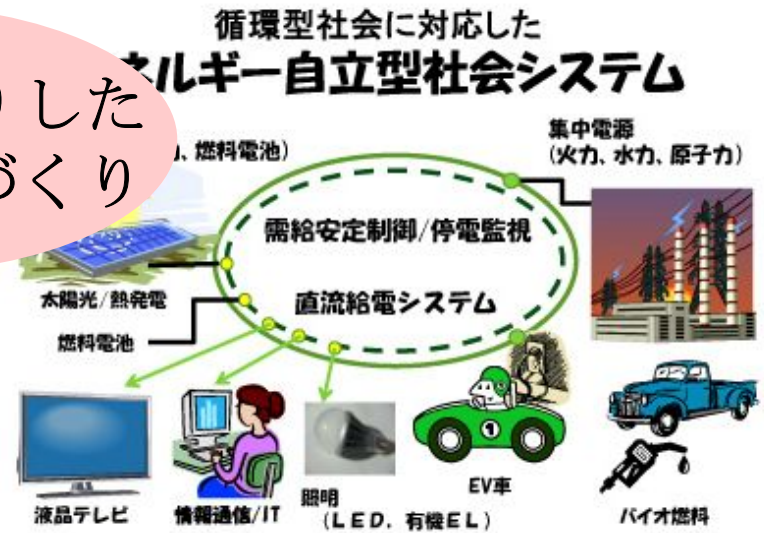 循環型社会に対応した
ネルギー自立型社会システム
りした
づくり
、燃料電池)
集中電源
(火力、水力、原子力)
需給安定制御/停電監視
直流給電システム
太陽光/熱発電
燃料電池
液晶テレビ
情報通信/IT
照明
(LED, 有機EL)
1
EV車
バイオ燃料